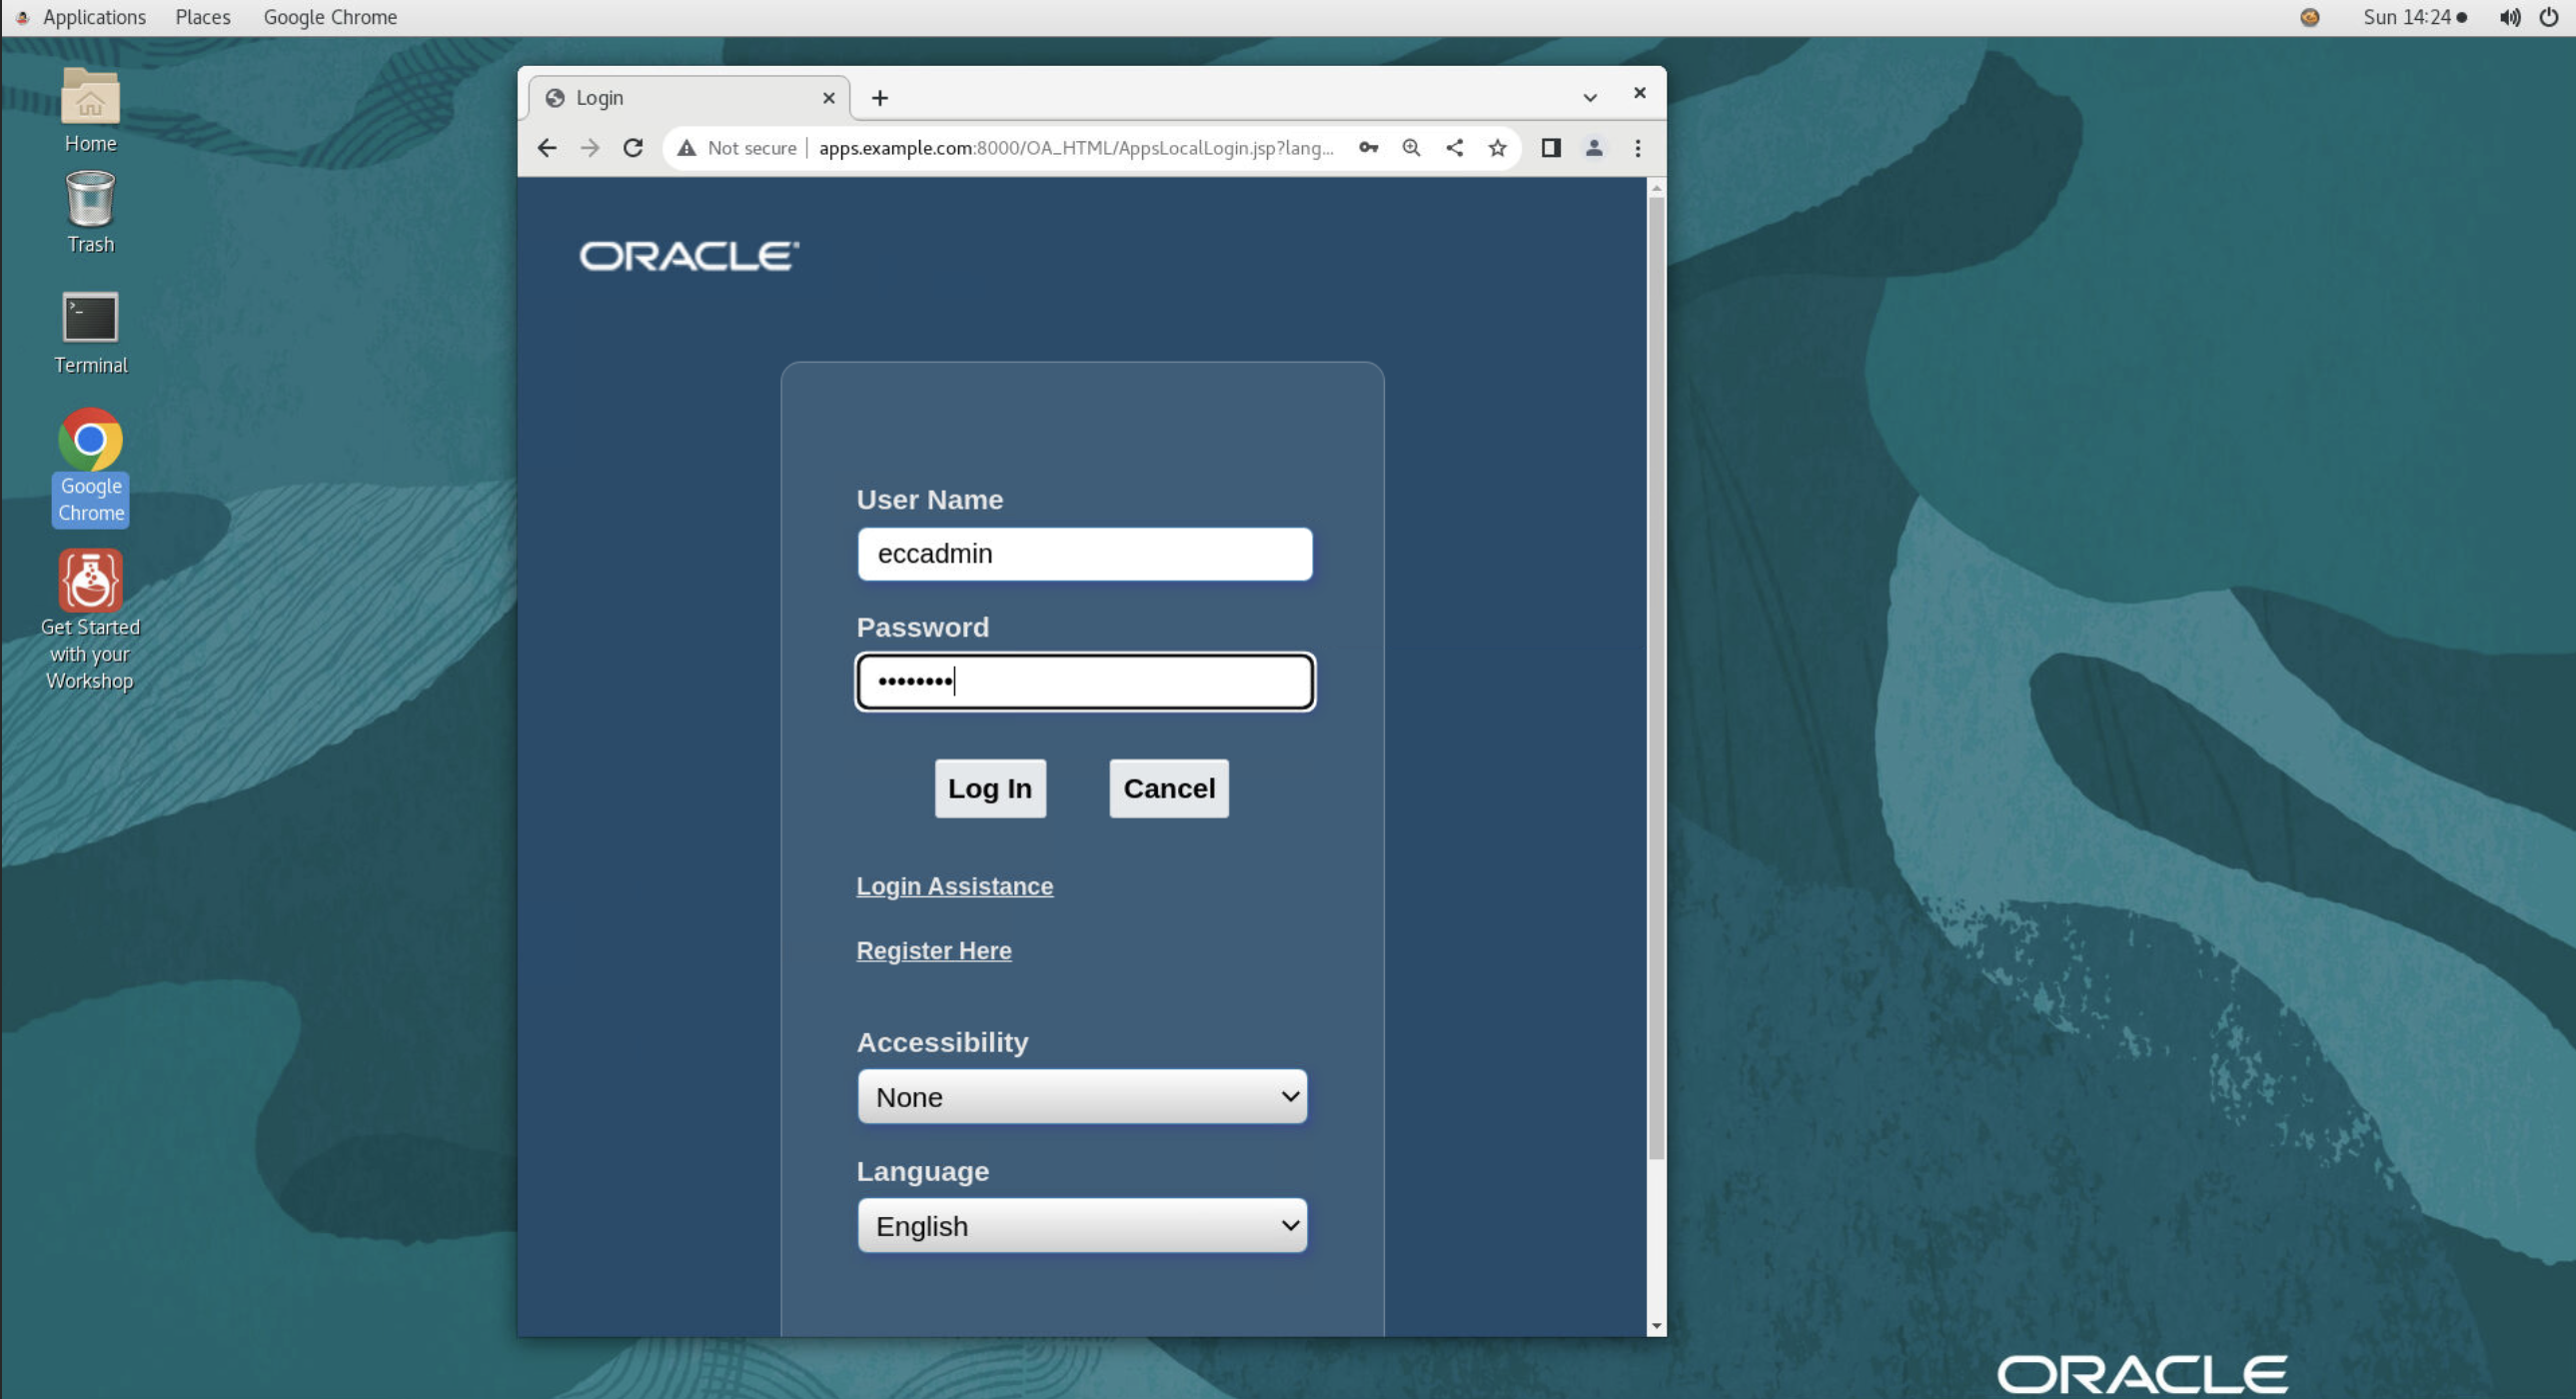 Applications Places Google Chrome Sun 14:24
Home
Trash
Terminal
Google
Chrome
Get Started
with your
Workshop
Login
Not secure apps.example.com:8000/OA_HTML/AppsLocalLogin.jsp?lang...
ORACLE
User Name
eccadmin
Password
••••••••
Log In Cancel
Login Assistance
Register Here
Accessibility
None
Language
English
ORACLE